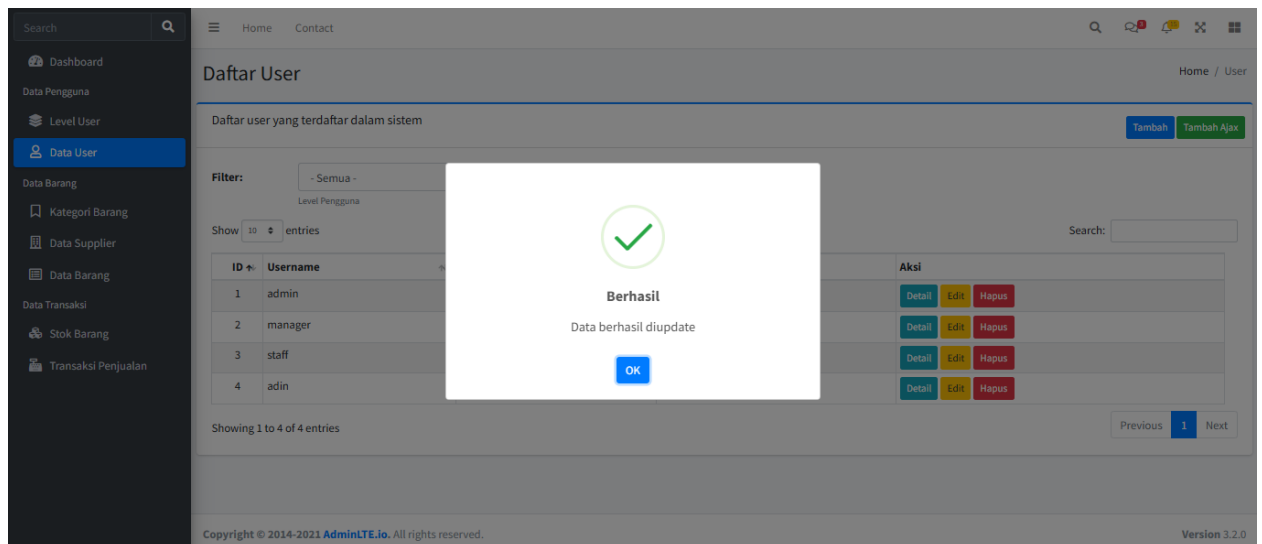 Search
Home Contact
3
Dashboard
Daftar User
Home / User
Data Pengguna
Level User
Data User
Data Barang
Kategori Barang
Data Supplier
Data Barang
Data Transaksi
Stok Barang
Transaksi Penjualan
Daftar user yang terdaftar dalam sistem
Tambah Tambah Ajax
Filter: - Semua -
Level Pengguna
Show 10 entries
Search:
ID Username Aksi
1 admin Detail Edit Hapus
2 manager Detail Edit Hapus
3 staff Detail Edit Hapus
4 adin Detail Edit Hapus
Showing 1 to 4 of 4 entries
Previous 1 Next
Berhasil
Data berhasil diupdate
OK
Copyright © 2014-2021 AdminLTE.io. All rights reserved.
Version 3.2.0